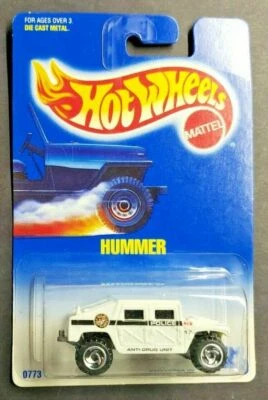 FOR AGES OVER 3
DIE CAST METAL
Hot Wheels
MATTEL
HUMMER
POLICE
ANTI-DRUG UNIT
0773